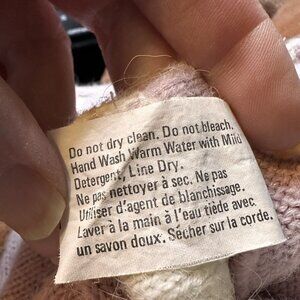 Do not dry clean. Do not bleach.
Hand Wash Warm Water with Mild
Detergent, Line Dry.
Ne pas nettoyer à sec. Ne pas
Utiliser d'agent de blanchissage.
Laver à la main à l'eau tiède avec
un savon doux. Sécher sur la corde.